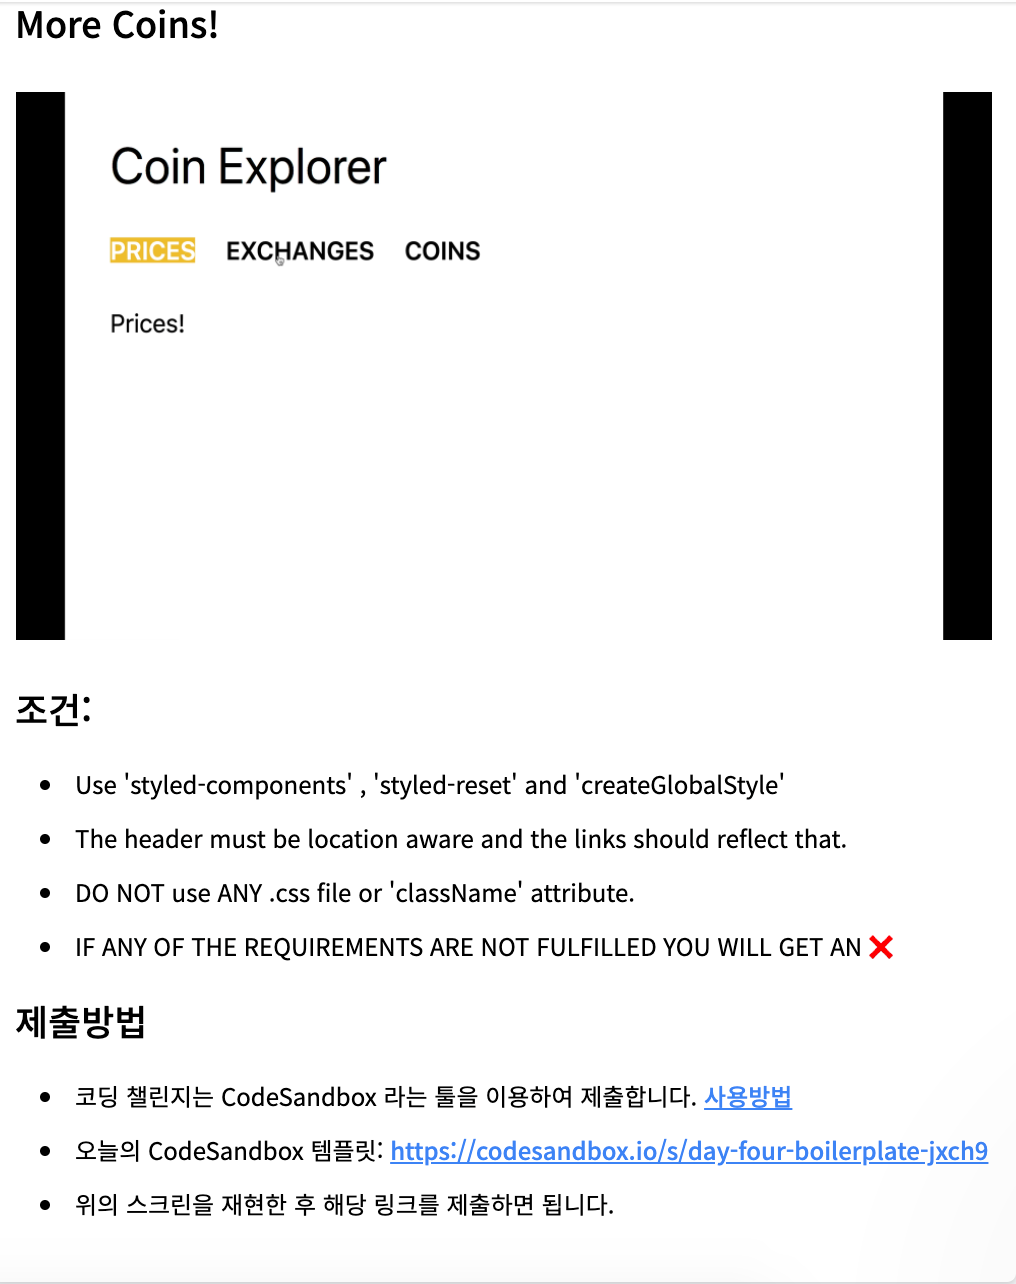 More Coins!
Coin Explorer
PRICES EXCHANGES COINS
Prices!
조건:
Use 'styled-components' , 'styled-reset' and 'createGlobalStyle'
The header must be location aware and the links should reflect that.
DO NOT use ANY .css file or 'className' attribute.
IF ANY OF THE REQUIREMENTS ARE NOT FULFILLED YOU WILL GET AN ❌
제출방법
코딩 챌린지는 CodeSandbox 라는 툴을 이용하여 제출합니다. 사용방법
오늘의 CodeSandbox 템플릿: https://codesandbox.io/s/day-four-boilerplate-jxch9
위의 스크린을 재현한 후 해당 링크를 제출하면 됩니다.